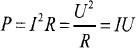 P = I²R = U²/R = IU